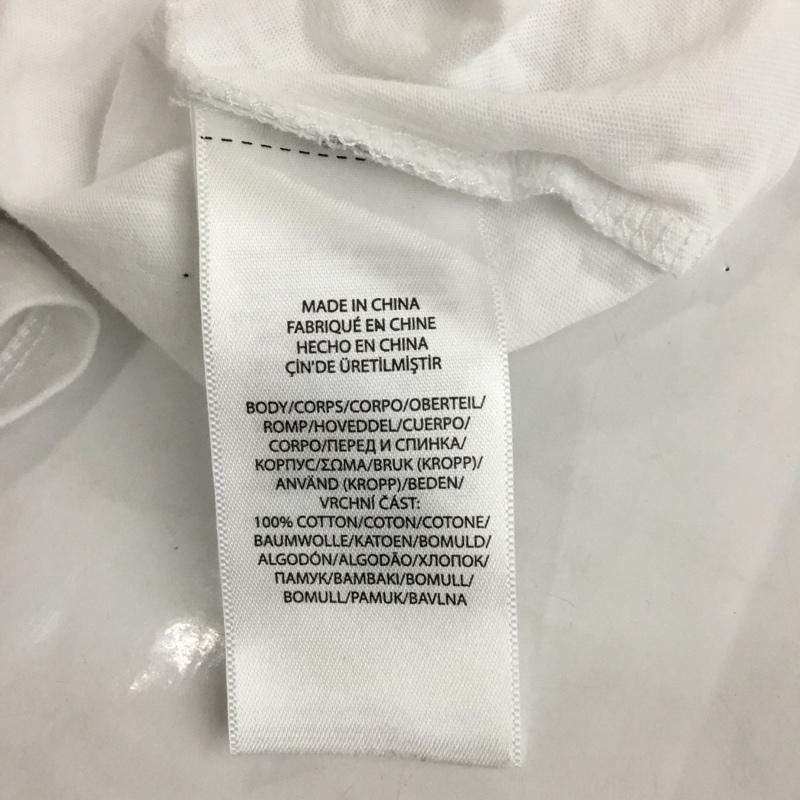 MADE IN CHINA
FABRIQUÉ EN CHINE
HECHO EN CHINA
ÇİN'DE ÜRETİLMİŞTİR
BODY/CORPS/CORPO/OBERTEIL/
ROMP/HOVEDDEL/CUERPO/
CORPO/ПЕРЕД И СПИНКА/
КОРПУС/ΣΩΜΑ/BRUK (KROPP)/
ANVÄND (KROPP)/BEDEN/
VRCHNÍ ČÁST:
100% COTTON/COTON/COTONE/
BAUMWOLLE/KATOEN/BOMULD/
ALGODÓN/ALGODÃO/ХЛОПОК/
ПАМУК/ΒΑΜΒΑΚΙ/BOMULL/
BOMULL/PAMUK/BAVLNA